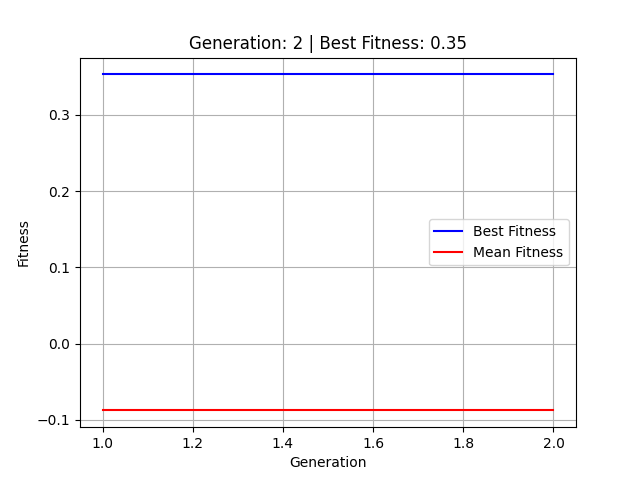 Generation: 2 | Best Fitness: 0.35
Fitness
0.3
0.2
0.1
0.0
−0.1
Best Fitness
Mean Fitness
1.0 1.2 1.4 1.6 1.8 2.0
Generation